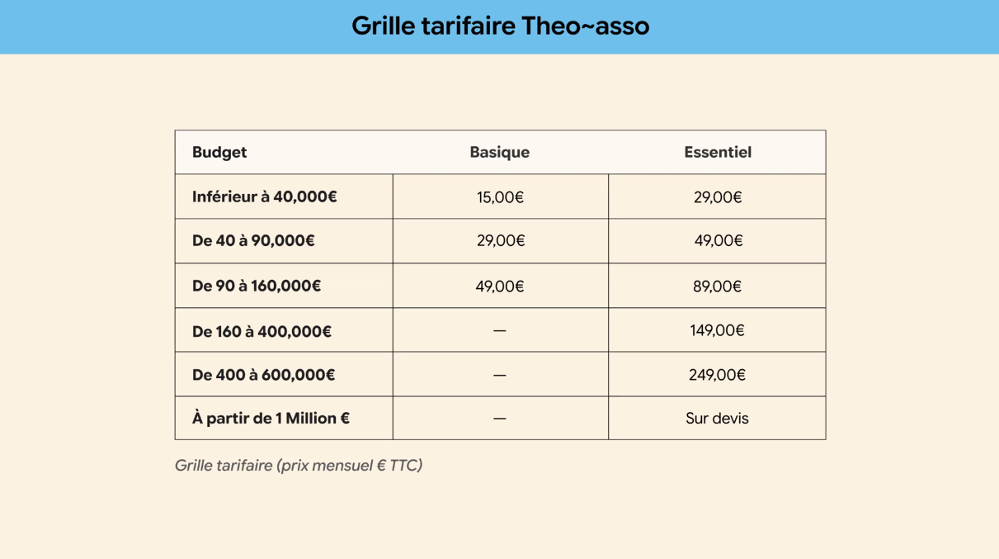 Grille tarifaire Theo~asso
Budget Basique Essentiel
Inférieur à 40,000€ 15,00€ 29,00€
De 40 à 90,000€ 29,00€ 49,00€
De 90 à 160,000€ 49,00€ 89,00€
De 160 à 400,000€ — 149,00€
De 400 à 600,000€ — 249,00€
À partir de 1 Million € — Sur devis
Grille tarifaire (prix mensuel € TTC)